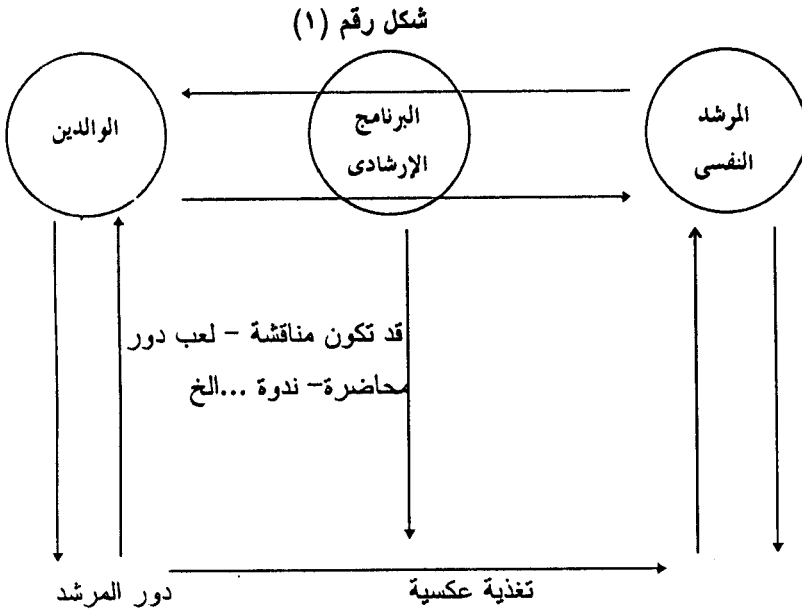 شكل رقم (١)
المرشد
النفسى
البرنامج
الإرشادى
الوالدين
قد تكون مناقشة – لعب دور
محاضرة– ندوة ...الخ
تغذية عكسية
دور المرشد